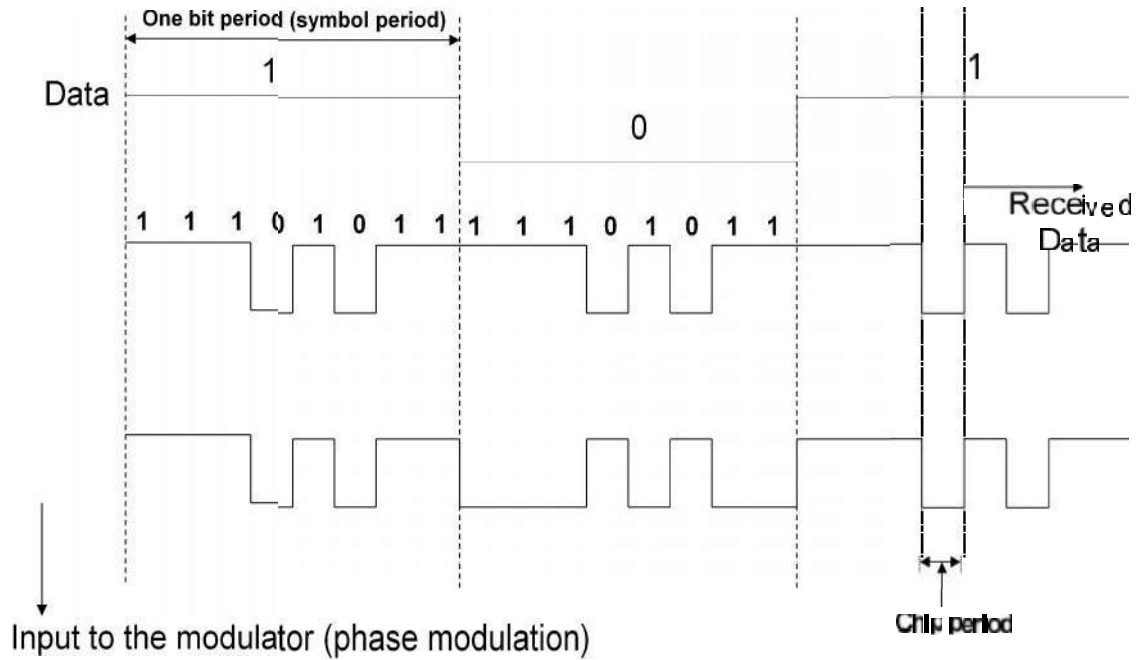 One bit period (symbol period)
1
1
Data
0
1 1 1 0 1 0 1 1 1 1 1 0 1 0 1 1
Received
Data
Chip period
Input to the modulator (phase modulation)